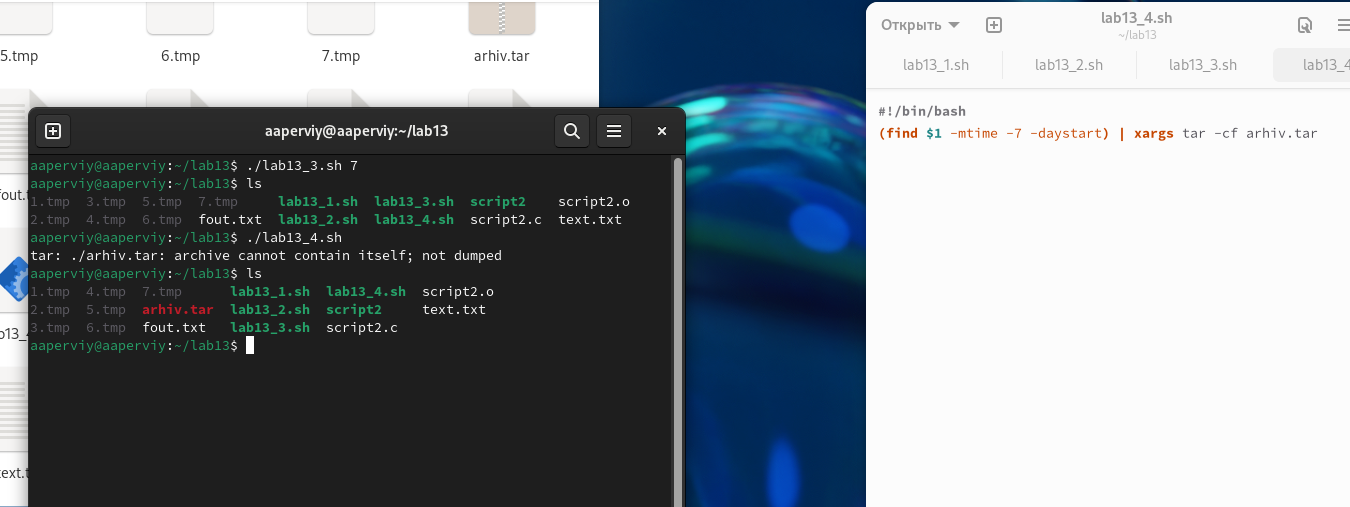 5.tmp 6.tmp 7.tmp arhiv.tar
fout.
text.t
aaperviy@aaperviy:~/lab13
aaperviy@aaperviy:~/lab13$ ./lab13_3.sh 7
aaperviy@aaperviy:~/lab13$ ls
1.tmp 3.tmp 5.tmp 7.tmp lab13_1.sh lab13_3.sh script2 script2.o
2.tmp 4.tmp 6.tmp fout.txt lab13_2.sh lab13_4.sh script2.c text.txt
aaperviy@aaperviy:~/lab13$ ./lab13_4.sh
tar: ./arhiv.tar: archive cannot contain itself; not dumped
aaperviy@aaperviy:~/lab13$ ls
1.tmp 4.tmp 7.tmp lab13_1.sh lab13_4.sh script2.o
2.tmp 5.tmp arhiv.tar lab13_2.sh script2 text.txt
3.tmp 6.tmp fout.txt lab13_3.sh script2.c
aaperviy@aaperviy:~/lab13$
Открыть
lab13_4.sh
~/lab13
lab13_1.sh lab13_2.sh lab13_3.sh lab13_4
#!/bin/bash
(find $1 -mtime -7 -daystart) | xargs tar -cf arhiv.tar